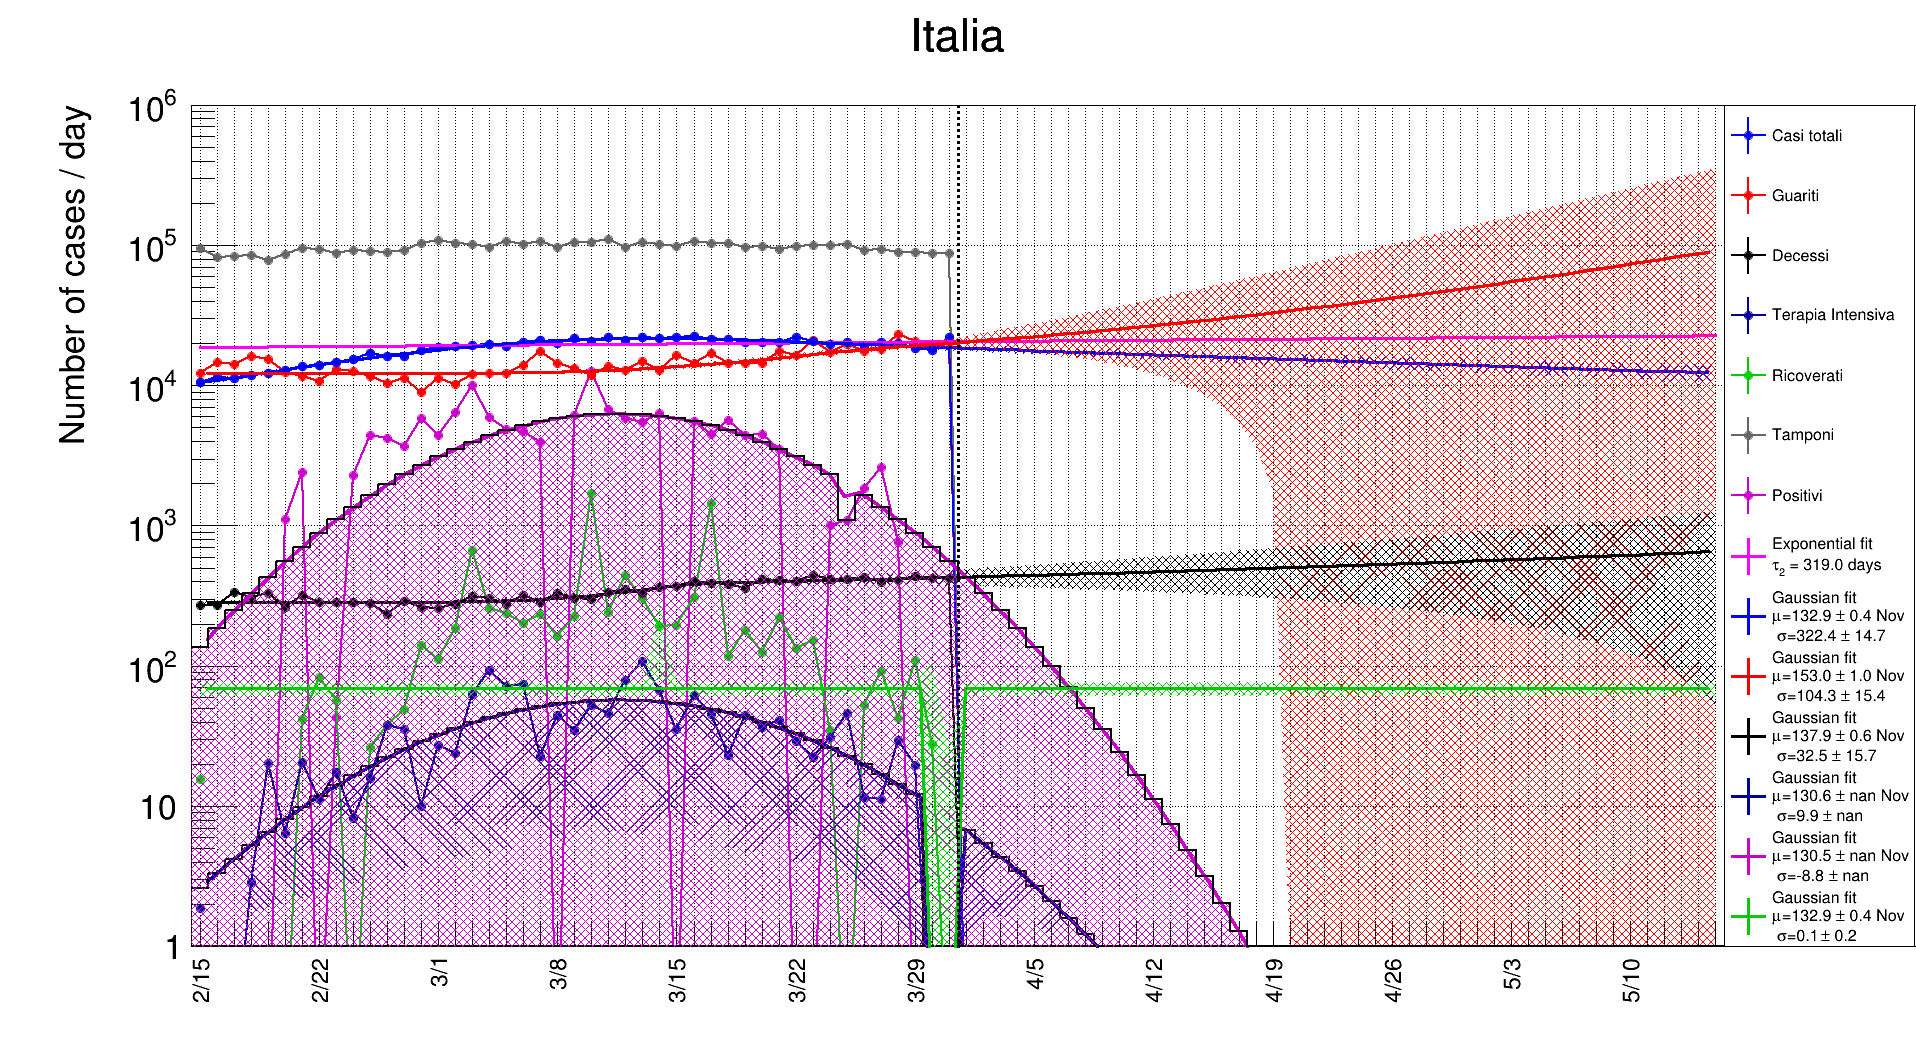 Italia
Number of cases / day
10^6
10^5
10^4
10^3
10^2
10
1
2/15
2/22
3/1
3/8
3/15
3/22
3/29
4/5
4/12
4/19
4/26
5/3
5/10
Casi totali
Guariti
Decessi
Terapia Intensiva
Ricoverati
Tamponi
Positivi
Exponential fit
τ₂ = 319.0 days
Gaussian fit
μ=132.9 ± 0.4 Nov
σ=322.4 ± 14.7
Gaussian fit
μ=153.0 ± 1.0 Nov
σ=104.3 ± 15.4
Gaussian fit
μ=137.9 ± 0.6 Nov
σ=32.5 ± 15.7
Gaussian fit
μ=130.6 ± nan Nov
σ=9.9 ± nan
Gaussian fit
μ=130.5 ± nan Nov
σ=-8.8 ± nan
Gaussian fit
μ=132.9 ± 0.4 Nov
σ=0.1 ± 0.2